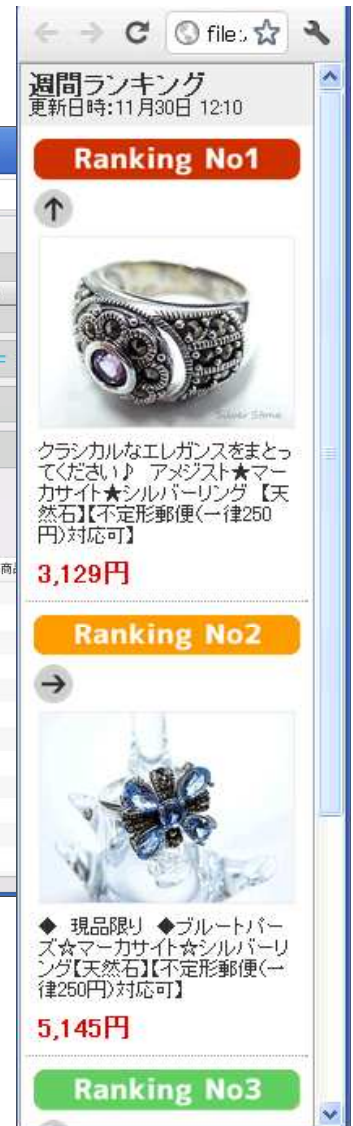 file:
週間ランキング
更新日時:11月30日 12:10
Ranking No1
Silver Stone
クラシカルなエレガンスをまとっ
てください♪ アメジスト★マー
カサイト★シルバーリング 【天
然石】【不定形郵便(一律250
円)対応可】
3,129円
商品
Ranking No2
◆ 現品限り ◆ブルートパー
ズ☆マーカサイト☆シルバーリ
ング【天然石】【不定形郵便(一
律250円)対応可】
5,145円
Ranking No3